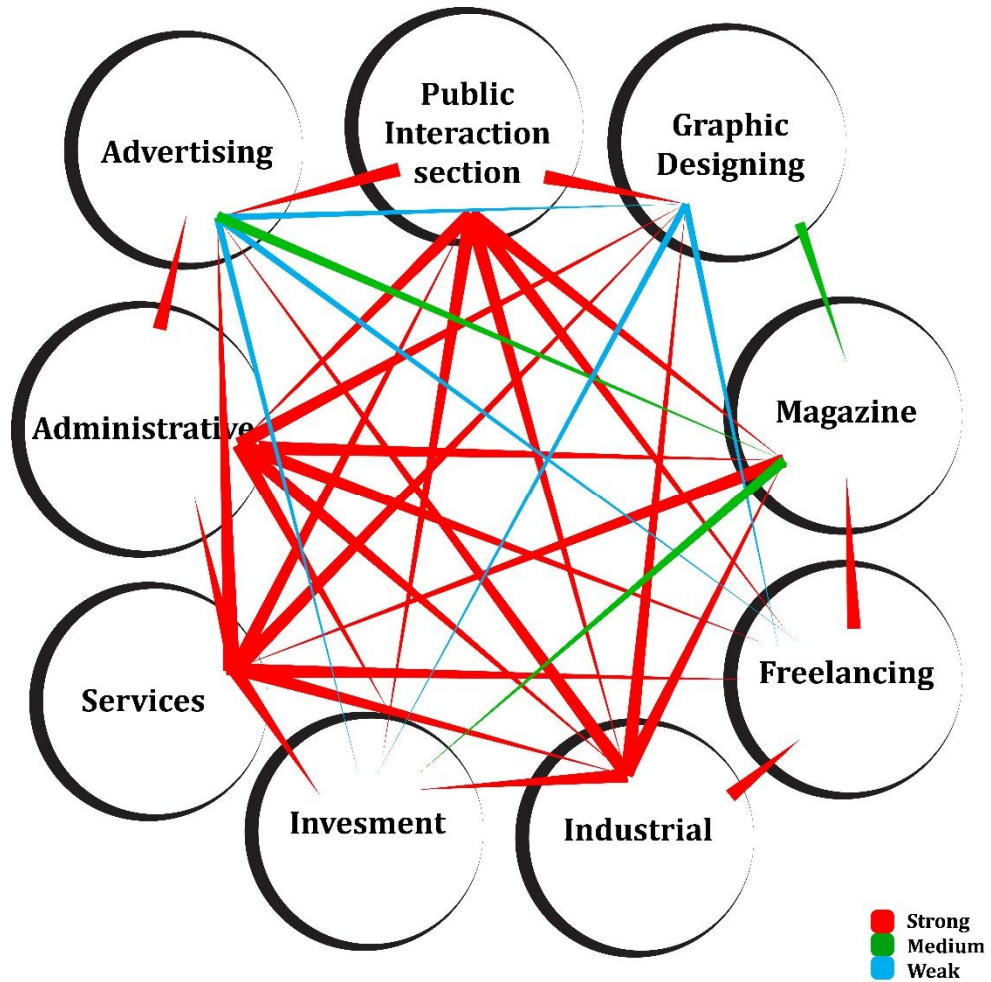 Advertising
Public
Interaction
section
Graphic
Designing
Administrative
Magazine
Services
Freelancing
Invesment
Industrial
Strong
Medium
Weak